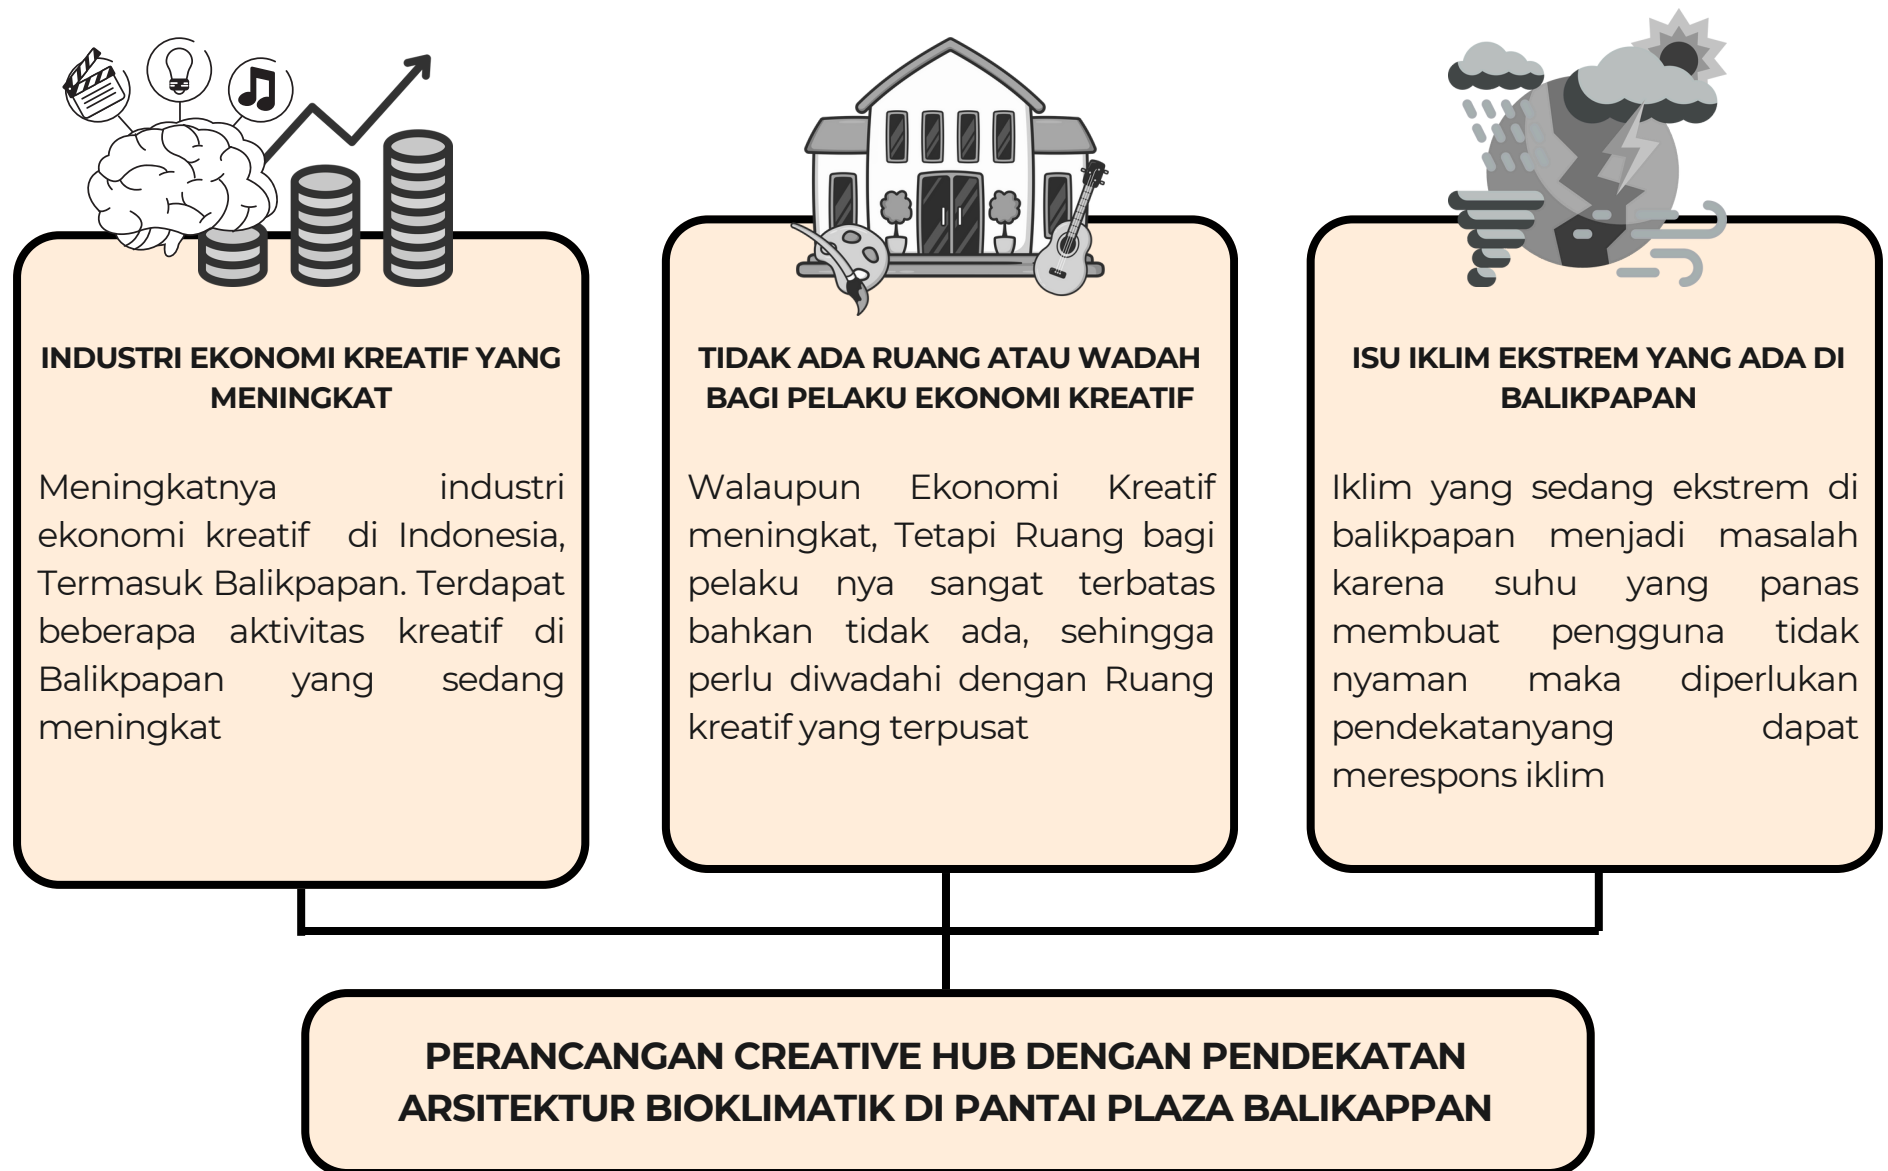 INDUSTRI EKONOMI KREATIF YANG
MENINGKAT
Meningkatnya industri
ekonomi kreatif di Indonesia,
Termasuk Balikpapan. Terdapat
beberapa aktivitas kreatif di
Balikpapan yang sedang
meningkat
TIDAK ADA RUANG ATAU WADAH
BAGI PELAKU EKONOMI KREATIF
Walaupun Ekonomi Kreatif
meningkat, Tetapi Ruang bagi
pelaku nya sangat terbatas
bahkan tidak ada, sehingga
perlu diwadahi dengan Ruang
kreatif yang terpusat
ISU IKLIM EKSTREM YANG ADA DI
BALIKPAPAN
Iklim yang sedang ekstrem di
balikpapan menjadi masalah
karena suhu yang panas
membuat pengguna tidak
nyaman maka diperlukan
pendekatanyang dapat
merespons iklim
PERANCANGAN CREATIVE HUB DENGAN PENDEKATAN
ARSITEKTUR BIOKLIMATIK DI PANTAI PLAZA BALIKAPPAN